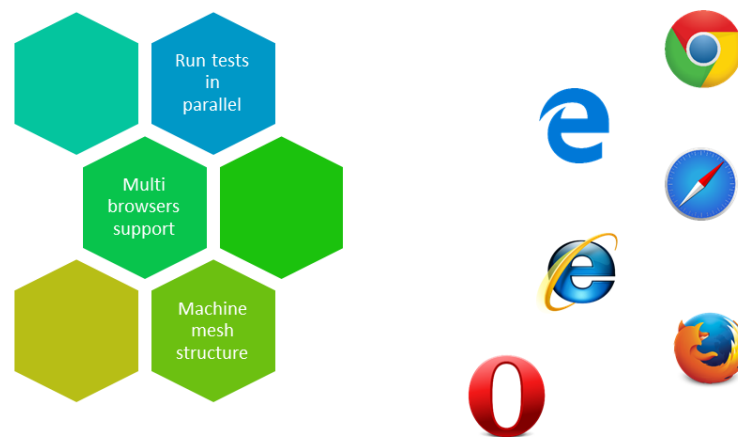 Run tests
in
parallel
Multi
browsers
support
Machine
mesh
structure